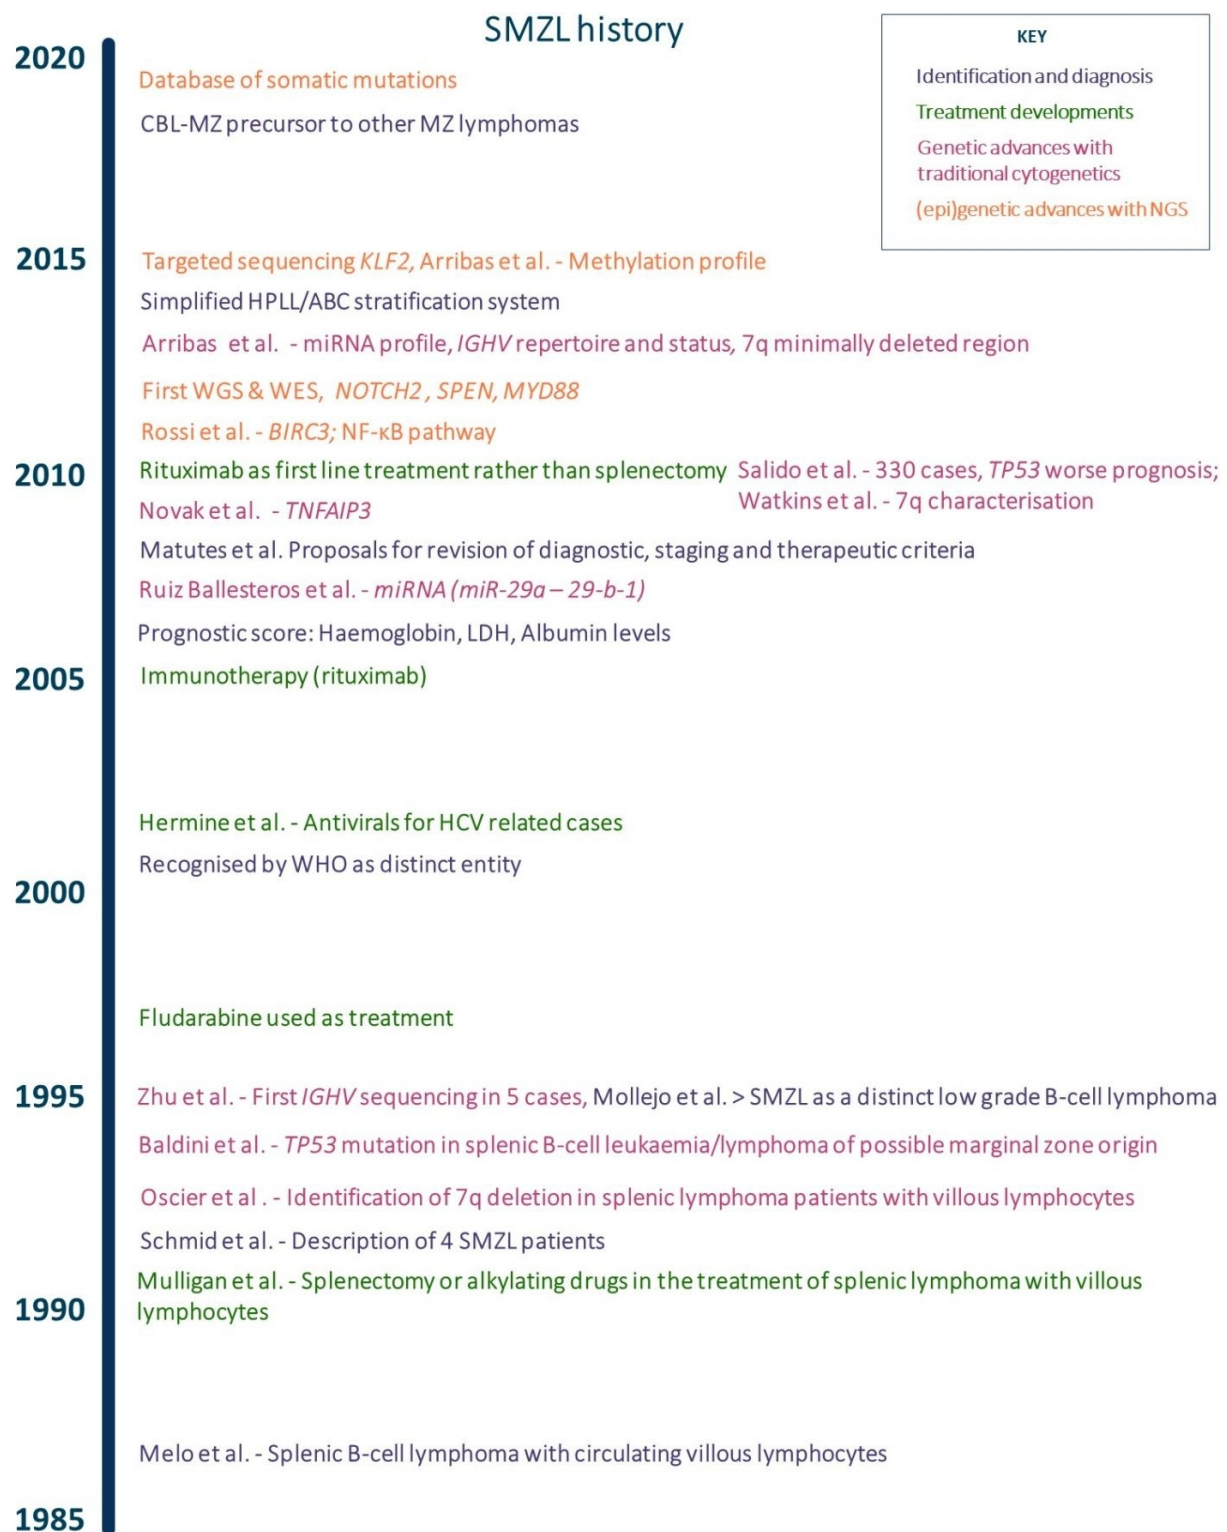 SMZL history
KEY
Identification and diagnosis
Treatment developments
Genetic advances with
traditional cytogenetics
(epi)genetic advances with NGS
2020
Database of somatic mutations
CBL-MZ precursor to other MZ lymphomas
2015
Targeted sequencing KLF2, Arribas et al. - Methylation profile
Simplified HPLL/ABC stratification system
Arribas et al. - miRNA profile, IGHV repertoire and status, 7q minimally deleted region
First WGS & WES, NOTCH2 , SPEN, MYD88
Rossi et al. - BIRC3; NF-κB pathway
2010
Rituximab as first line treatment rather than splenectomy
Salido et al. - 330 cases, TP53 worse prognosis;
Watkins et al. - 7q characterisation
Novak et al. - TNFAIP3
Matutes et al. Proposals for revision of diagnostic, staging and therapeutic criteria
Ruiz Ballesteros et al. - miRNA (miR-29a – 29-b-1)
Prognostic score: Haemoglobin, LDH, Albumin levels
2005
Immunotherapy (rituximab)
Hermine et al. - Antivirals for HCV related cases
Recognised by WHO as distinct entity
2000
Fludarabine used as treatment
1995
Zhu et al. - First IGHV sequencing in 5 cases, Mollejo et al. > SMZL as a distinct low grade B-cell lymphoma
Baldini et al. - TP53 mutation in splenic B-cell leukaemia/lymphoma of possible marginal zone origin
Oscier et al . - Identification of 7q deletion in splenic lymphoma patients with villous lymphocytes
Schmid et al. - Description of 4 SMZL patients
Mulligan et al. - Splenectomy or alkylating drugs in the treatment of splenic lymphoma with villous
lymphocytes
1990
Melo et al. - Splenic B-cell lymphoma with circulating villous lymphocytes
1985